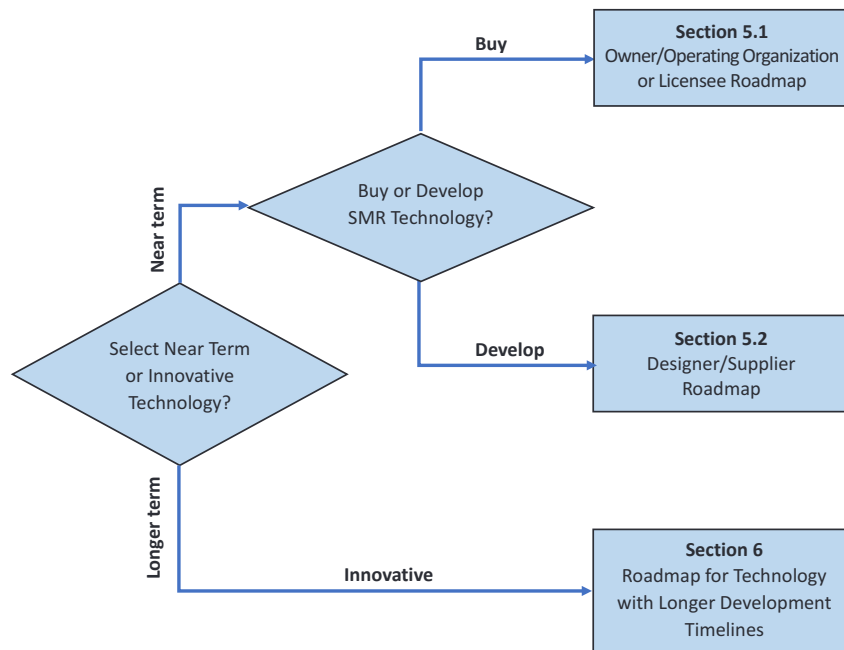 Buy
Section 5.1
Owner/Operating Organization
or Licensee Roadmap
Near term
Buy or Develop
SMR Technology?
Select Near Term
or Innovative
Technology?
Develop
Section 5.2
Designer/Supplier
Roadmap
Longer term
Innovative
Section 6
Roadmap for Technology
with Longer Development
Timelines